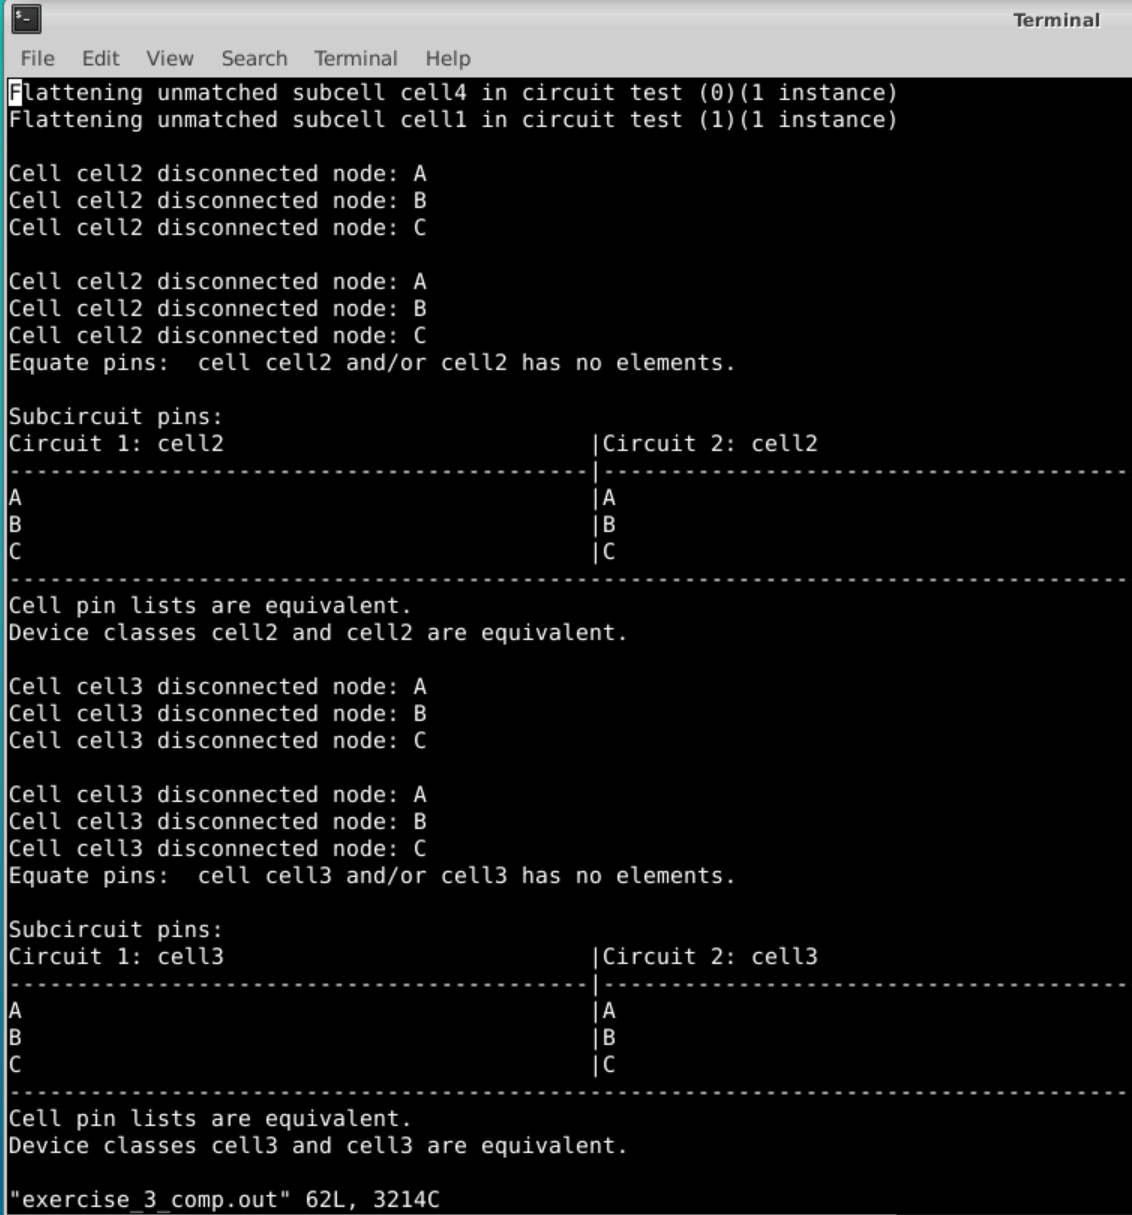 Terminal
File Edit View Search Terminal Help
Flattening unmatched subcell cell4 in circuit test (0)(1 instance)
Flattening unmatched subcell cell1 in circuit test (1)(1 instance)
Cell cell2 disconnected node: A
Cell cell2 disconnected node: B
Cell cell2 disconnected node: C
Cell cell2 disconnected node: A
Cell cell2 disconnected node: B
Cell cell2 disconnected node: C
Equate pins:  cell cell2 and/or cell2 has no elements.
Subcircuit pins:
Circuit 1: cell2                           |Circuit 2: cell2
-------------------------------------------|---------------------------------------
A                                          |A
B                                          |B
C                                          |C
-----------------------------------------------------------------------------------
Cell pin lists are equivalent.
Device classes cell2 and cell2 are equivalent.
Cell cell3 disconnected node: A
Cell cell3 disconnected node: B
Cell cell3 disconnected node: C
Cell cell3 disconnected node: A
Cell cell3 disconnected node: B
Cell cell3 disconnected node: C
Equate pins:  cell cell3 and/or cell3 has no elements.
Subcircuit pins:
Circuit 1: cell3                           |Circuit 2: cell3
-------------------------------------------|---------------------------------------
A                                          |A
B                                          |B
C                                          |C
-----------------------------------------------------------------------------------
Cell pin lists are equivalent.
Device classes cell3 and cell3 are equivalent.
"exercise_3_comp.out" 62L, 3214C